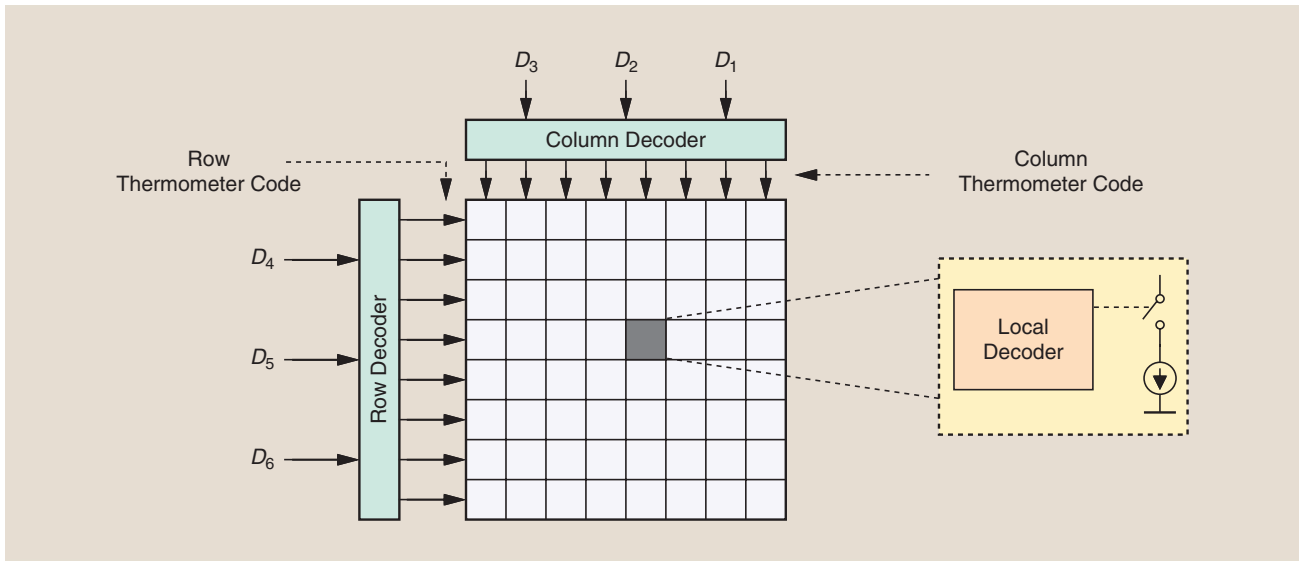 D3 D2 D1
Column Decoder
Row
Thermometer Code
Column
Thermometer Code
D4
D5
D6
Row Decoder
Local
Decoder